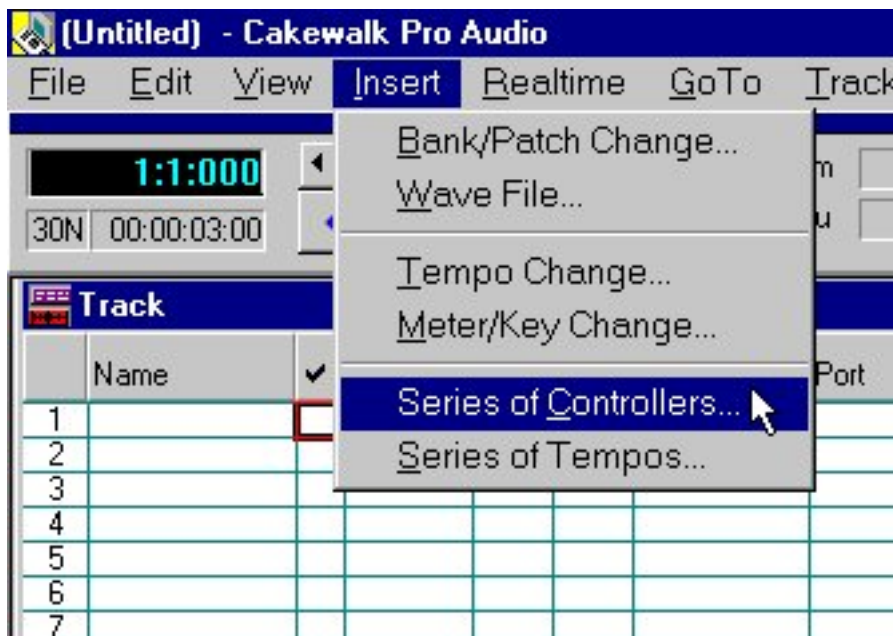 (Untitled) - Cakewalk Pro Audio
File Edit View Insert Realtime GoTo Track
Bank/Patch Change...
1:1:000
Wave File...
30N 00:00:03:00
Tempo Change...
Track
Meter/Key Change...
Name Port
Series of Controllers...
1
Series of Tempos...
2
3
4
5
6
7